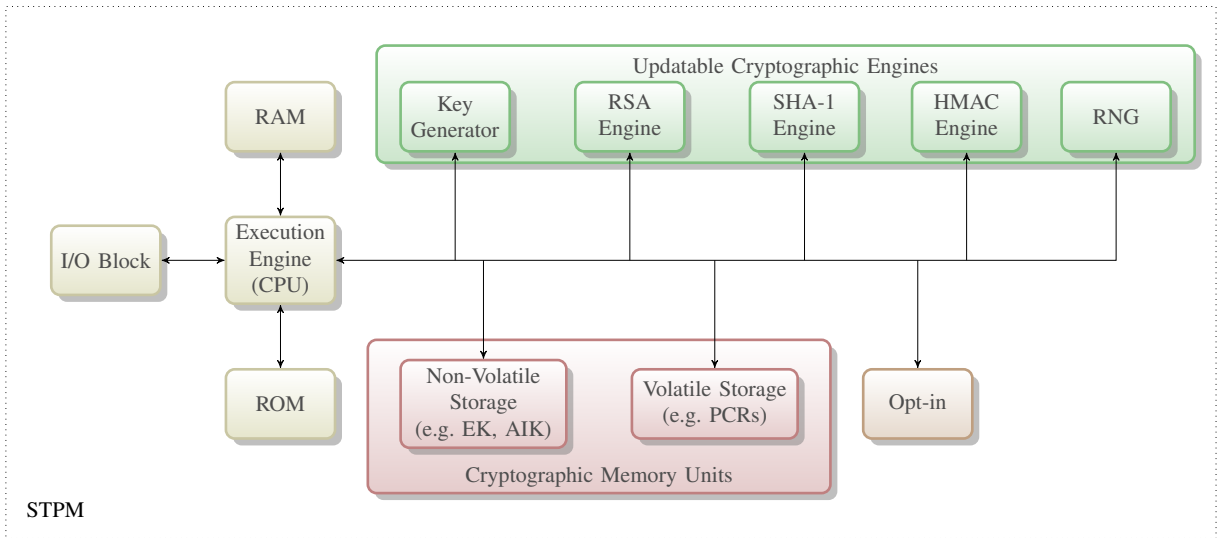 Updatable Cryptographic Engines
RAM
Key
Generator
RSA
Engine
SHA-1
Engine
HMAC
Engine
RNG
I/O Block
Execution
Engine
(CPU)
ROM
Non-Volatile
Storage
(e.g. EK, AIK)
Volatile Storage
(e.g. PCRs)
Opt-in
Cryptographic Memory Units
STPM